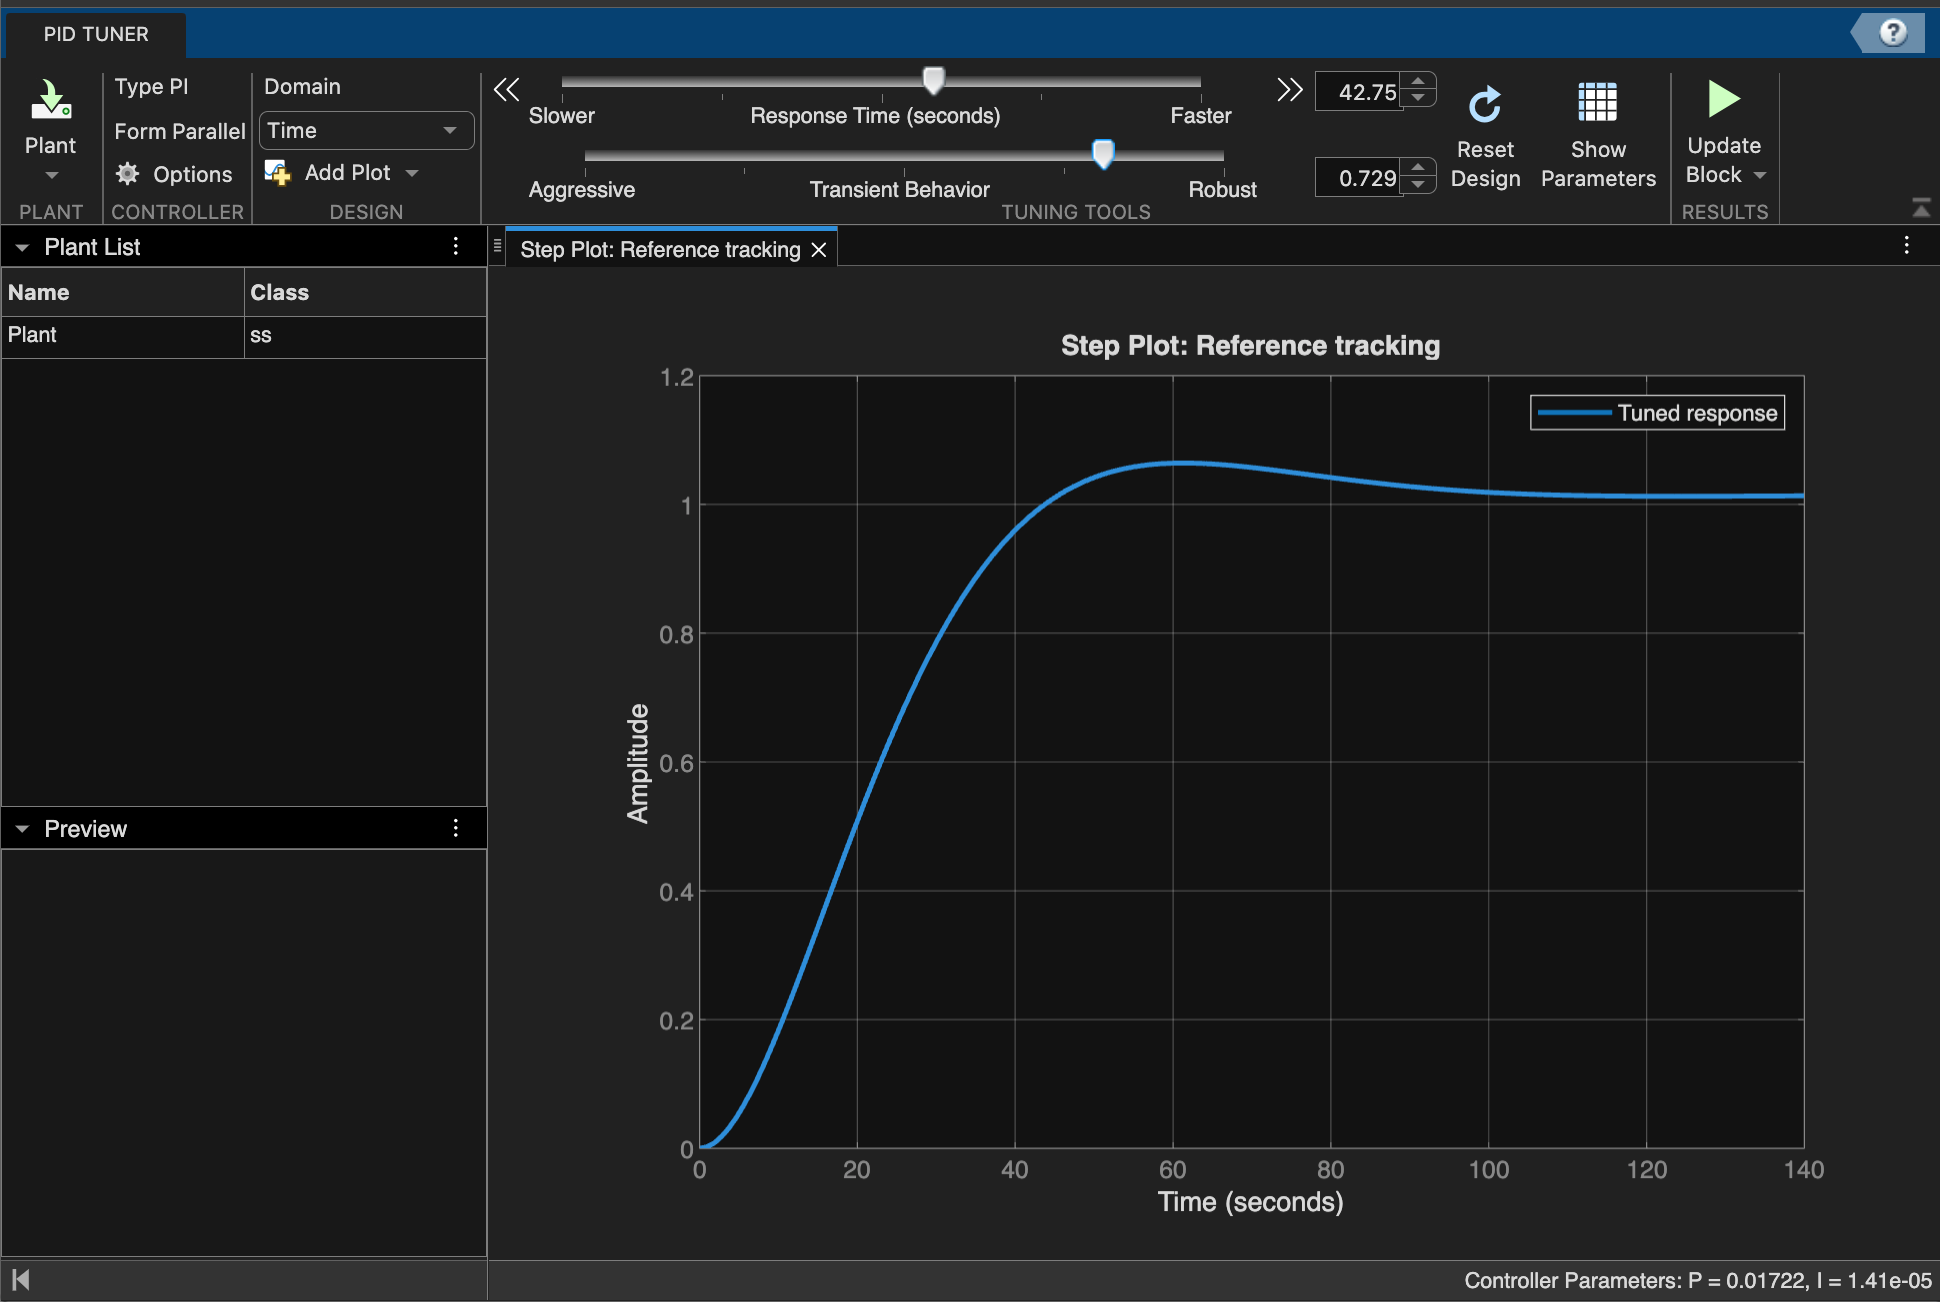 PID TUNER
?
Plant
PLANT
Type PI
Form Parallel
Options
CONTROLLER
Domain
Time
Add Plot
DESIGN
Slower
Response Time (seconds)
Faster
42.75
Aggressive
Transient Behavior
Robust
0.729
TUNING TOOLS
Reset
Design
Show
Parameters
Update
Block
RESULTS
Plant List
Name Class
Plant ss
Preview
Step Plot: Reference tracking
Step Plot: Reference tracking
Tuned response
Amplitude
1.2
1
0.8
0.6
0.4
0.2
0
0 20 40 60 80 100 120 140
Time (seconds)
Controller Parameters: P = 0.01722, I = 1.41e-05